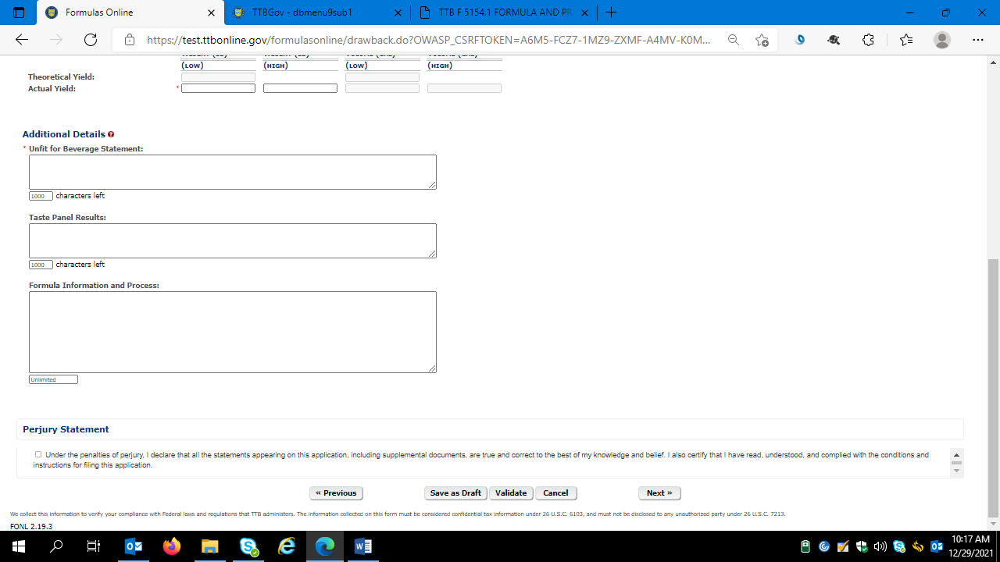 Formulas Online
TTBGov - dbmenu9sub1
TTB F 5154.1 FORMULA AND PR
https://test.ttbonline.gov/formulasonline/drawback.do?OWASP_CSRFTOKEN=A6M5-FCZ7-1MZ9-ZXMF-A4MV-K0M...
(LOW) (HIGH) (LOW) (HIGH)
Theoretical Yield:
Actual Yield: *
Additional Details ?
* Unfit for Beverage Statement:
1000 characters left
Taste Panel Results:
1000 characters left
Formula Information and Process:
Unlimited
Perjury Statement
Under the penalties of perjury, I declare that all the statements appearing on this application, including supplemental documents, are true and correct to the best of my knowledge and belief. I also certify that I have read, understood, and complied with the conditions and
instructions for filing this application.
« Previous Save as Draft Validate Cancel Next »
We collect this information to verify your compliance with Federal laws and regulations that TTB administers. The information collected on this form must be considered confidential tax information under 26 U.S.C. 6103, and must not be disclosed to any unauthorized party under 26 U.S.C. 7213.
FONL 2.19.3
10:17 AM
12/29/2021